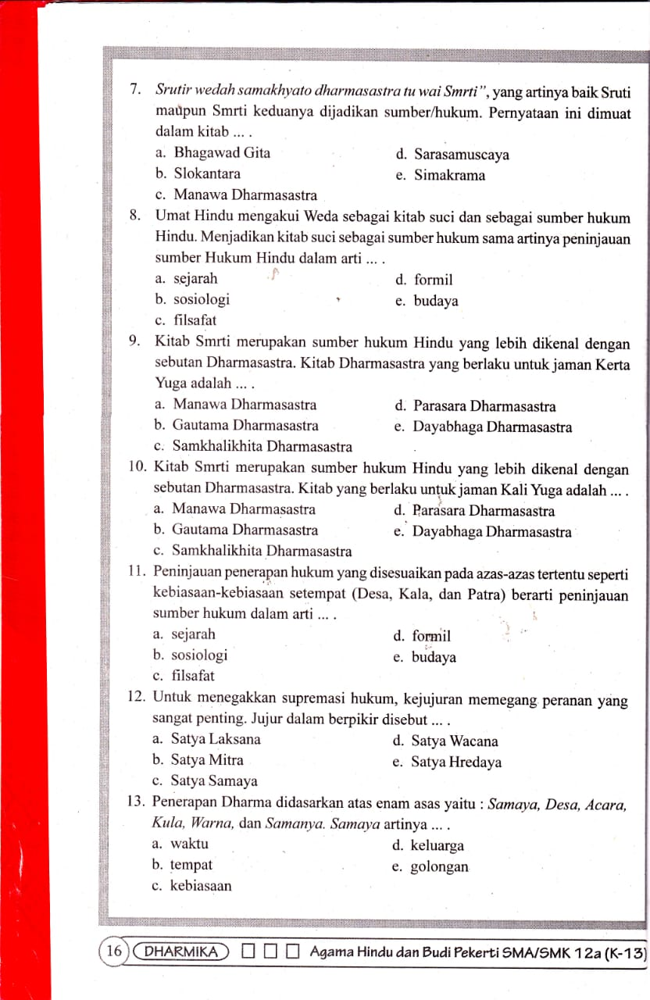 7. Srutir wedah samakhyato dharmasastra tu wai Smrti”, yang artinya baik Sruti
maupun Smrti keduanya dijadikan sumber/hukum. Pernyataan ini dimuat
dalam kitab ... .
a. Bhagawad Gita d. Sarasamuscaya
b. Slokantara e. Simakrama
c. Manawa Dharmasastra
8. Umat Hindu mengakui Weda sebagai kitab suci dan sebagai sumber hukum
Hindu. Menjadikan kitab suci sebagai sumber hukum sama artinya peninjauan
sumber Hukum Hindu dalam arti ... .
a. sejarah d. formil
b. sosiologi e. budaya
c. filsafat
9. Kitab Smrti merupakan sumber hukum Hindu yang lebih dikenal dengan
sebutan Dharmasastra. Kitab Dharmasastra yang berlaku untuk jaman Kerta
Yuga adalah ... .
a. Manawa Dharmasastra d. Parasara Dharmasastra
b. Gautama Dharmasastra e. Dayabhaga Dharmasastra
c. Samkhalikhita Dharmasastra
10. Kitab Smrti merupakan sumber hukum Hindu yang lebih dikenal dengan
sebutan Dharmasastra. Kitab yang berlaku untuk jaman Kali Yuga adalah ... .
a. Manawa Dharmasastra d. Parasara Dharmasastra
b. Gautama Dharmasastra e. Dayabhaga Dharmasastra
c. Samkhalikhita Dharmasastra
11. Peninjauan penerapan hukum yang disesuaikan pada azas-azas tertentu seperti
kebiasaan-kebiasaan setempat (Desa, Kala, dan Patra) berarti peninjauan
sumber hukum dalam arti ... .
a. sejarah d. formil
b. sosiologi e. budaya
c. filsafat
12. Untuk menegakkan supremasi hukum, kejujuran memegang peranan yang
sangat penting. Jujur dalam berpikir disebut ... .
a. Satya Laksana d. Satya Wacana
b. Satya Mitra e. Satya Hredaya
c. Satya Samaya
13. Penerapan Dharma didasarkan atas enam asas yaitu : Samaya, Desa, Acara,
Kula, Warna, dan Samanya. Samaya artinya ... .
a. waktu d. keluarga
b. tempat e. golongan
c. kebiasaan
16 DHARMIKA Agama Hindu dan Budi Pekerti SMA/SMK 12a (K-13)